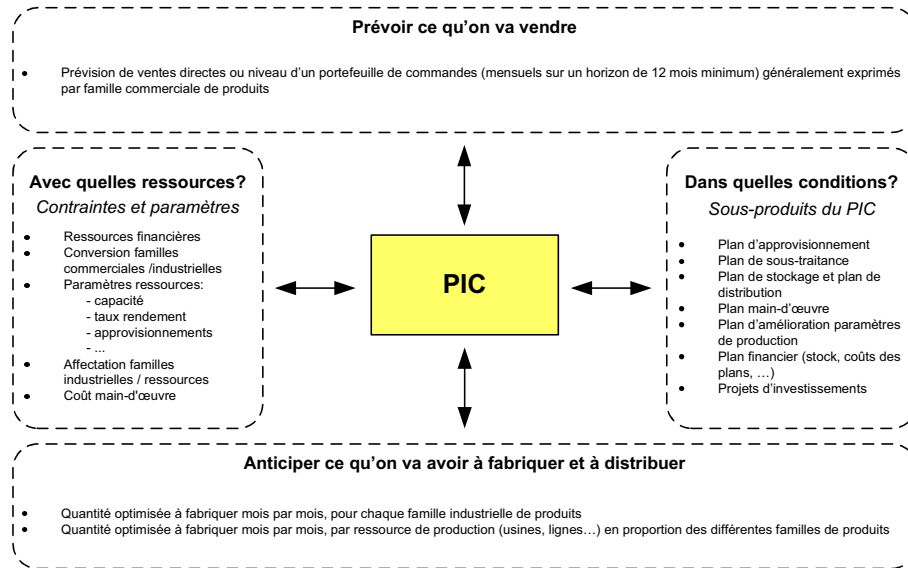 Prévoir ce qu'on va vendre
• Prévision de ventes directes ou niveau d'un portefeuille de commandes (mensuels sur un horizon de 12 mois minimum) généralement exprimés
par famille commerciale de produits
Avec quelles ressources?
Contraintes et paramètres
• Ressources financières
• Conversion familles
commerciales /industrielles
• Paramètres ressources:
- capacité
- taux rendement
- approvisionnements
- ...
• Affectation familles
industrielles / ressources
• Coût main-d'œuvre
PIC
Dans quelles conditions?
Sous-produits du PIC
• Plan d'approvisionnement
• Plan de sous-traitance
• Plan de stockage et plan de
distribution
• Plan main-d'œuvre
• Plan d'amélioration paramètres
de production
• Plan financier (stock, coûts des
plans, …)
• Projets d'investissements
Anticiper ce qu'on va avoir à fabriquer et à distribuer
• Quantité optimisée à fabriquer mois par mois, pour chaque famille industrielle de produits
• Quantité optimisée à fabriquer mois par mois, par ressource de production (usines, lignes…) en proportion des différentes familles de produits